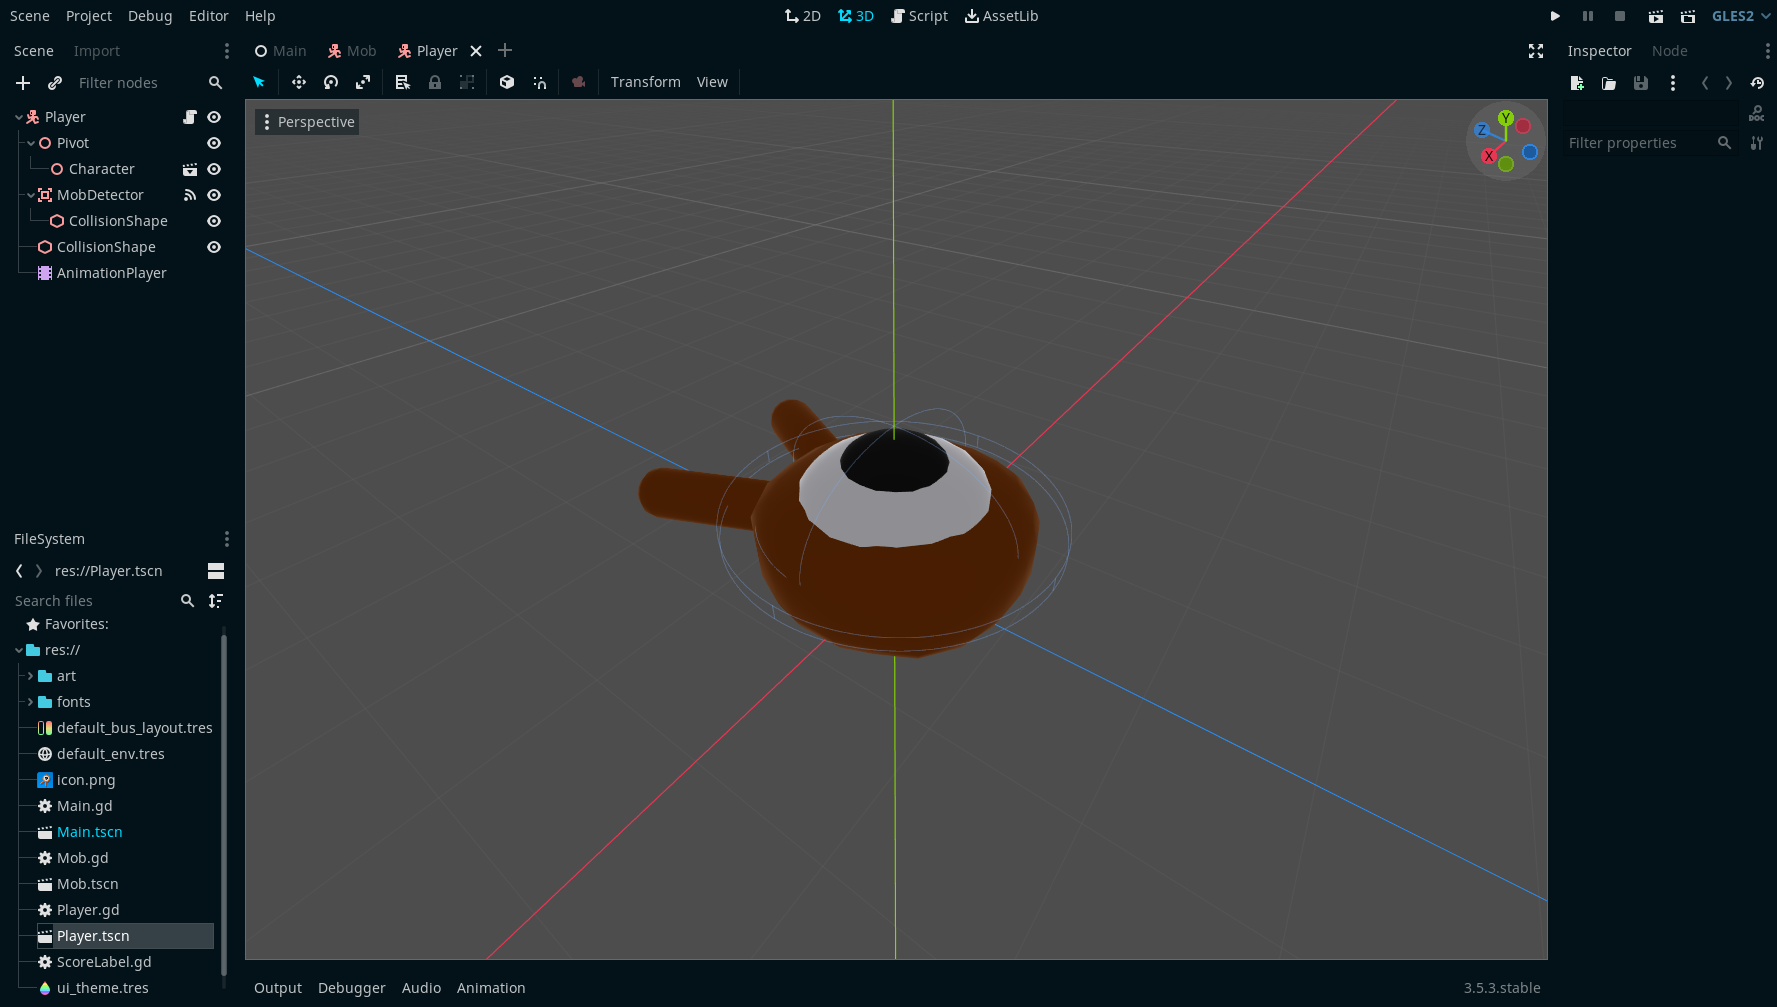 Scene Project Debug Editor Help 2D 3D Script AssetLib GLES2
Scene Import Main Mob Player Inspector Node
Filter nodes Transform View
Player
Perspective
Pivot
Filter properties
Character
MobDetector
CollisionShape
CollisionShape
AnimationPlayer
Y
Z
X
DOC
FileSystem
res://Player.tscn
Search files
Favorites:
res://
art
fonts
default_bus_layout.tres
default_env.tres
icon.png
Main.gd
Main.tscn
Mob.gd
Mob.tscn
Player.gd
Player.tscn
ScoreLabel.gd
ui_theme.tres
Output Debugger Audio Animation 3.5.3.stable